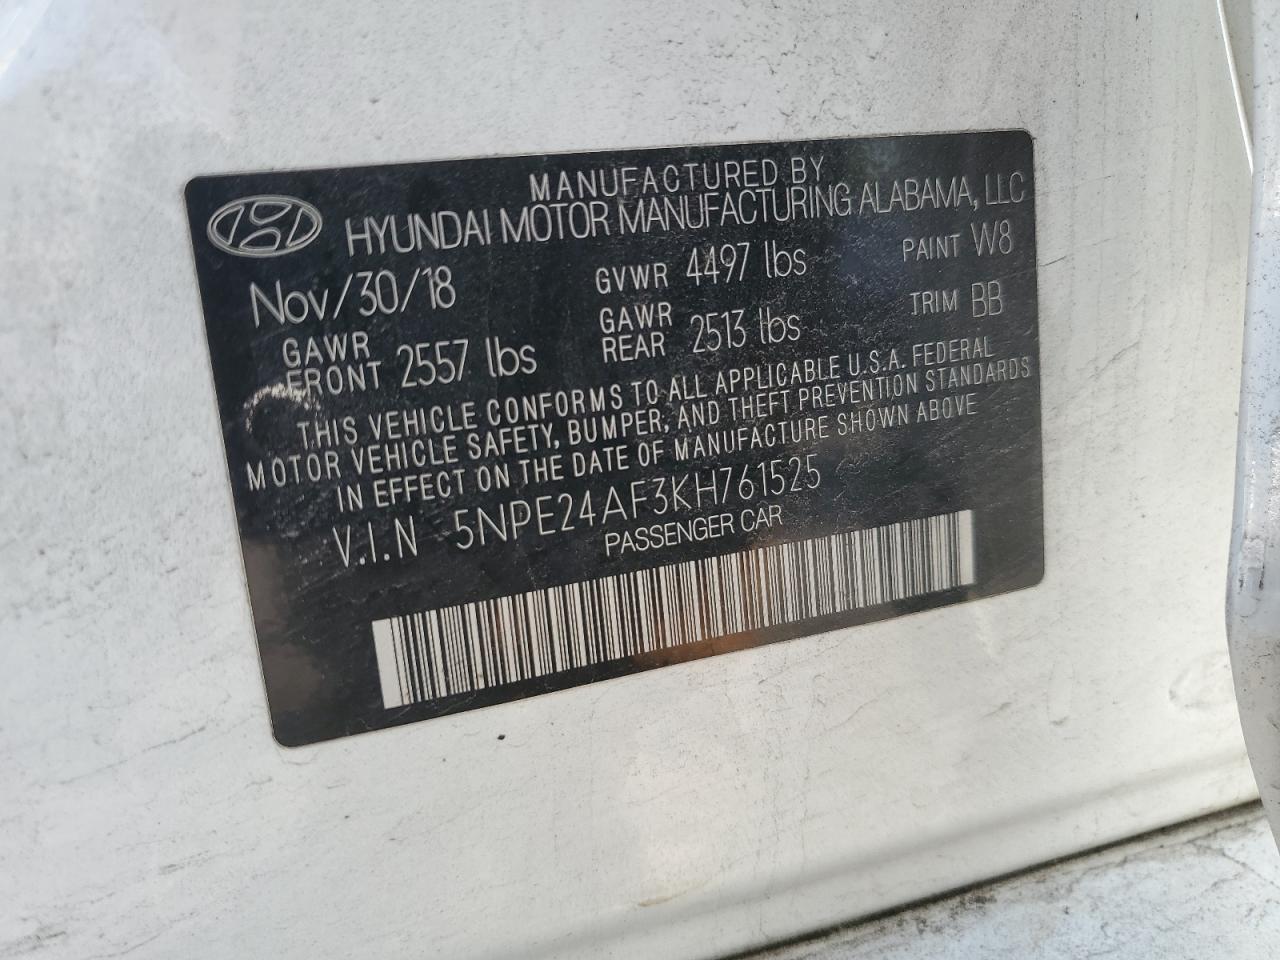 MANUFACTURED BY
HYUNDAI MOTOR MANUFACTURING ALABAMA, LLC
Nov/30/18 GVWR 4497 lbs PAINT W8
GAWR FRONT 2557 lbs GAWR REAR 2513 lbs TRIM BB
THIS VEHICLE CONFORMS TO ALL APPLICABLE U.S.A. FEDERAL
MOTOR VEHICLE SAFETY, BUMPER, AND THEFT PREVENTION STANDARDS
IN EFFECT ON THE DATE OF MANUFACTURE SHOWN ABOVE
V.I.N 5NPE24AF3KH761525
PASSENGER CAR